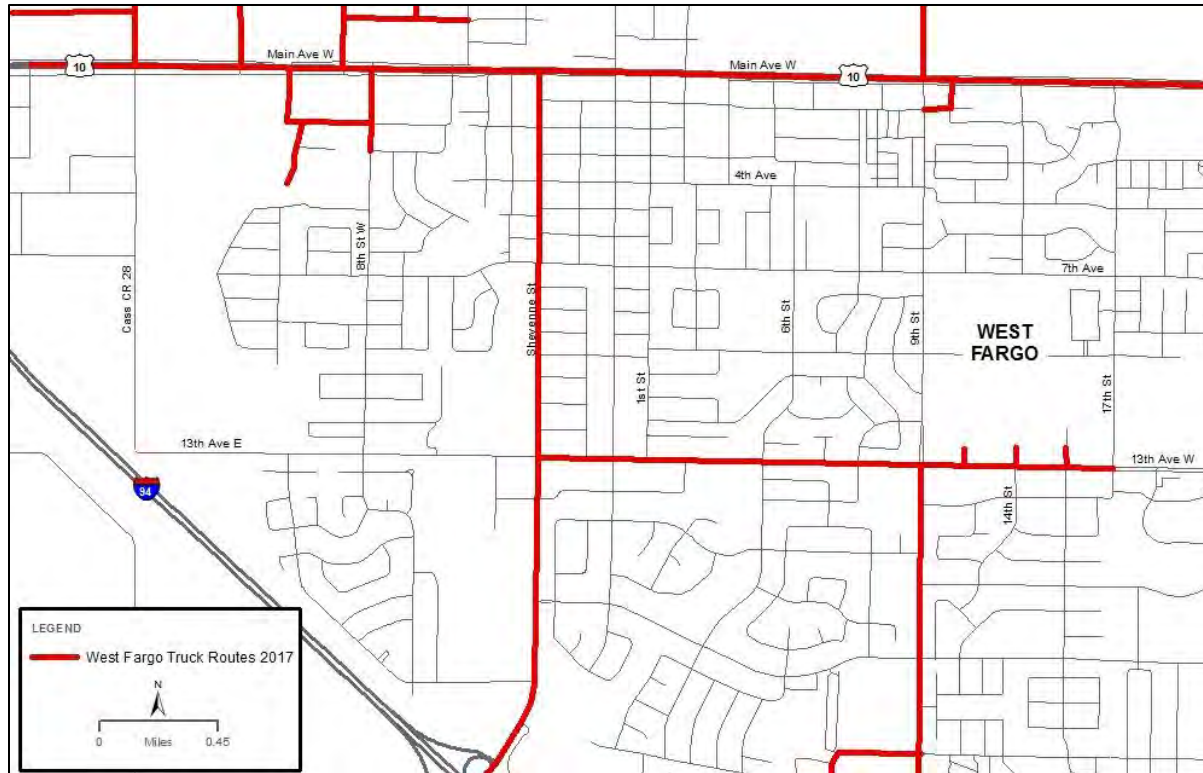 Main Ave W
10
Main Ave W
10
4th Ave
8th St W
7th Ave
Cass CR 28
Sheyenne St
6th St
9th St
WEST
FARGO
1st St
17th St
13th Ave E
13th Ave W
94
14th St
LEGEND
West Fargo Truck Routes 2017
N
0 Miles 0.45